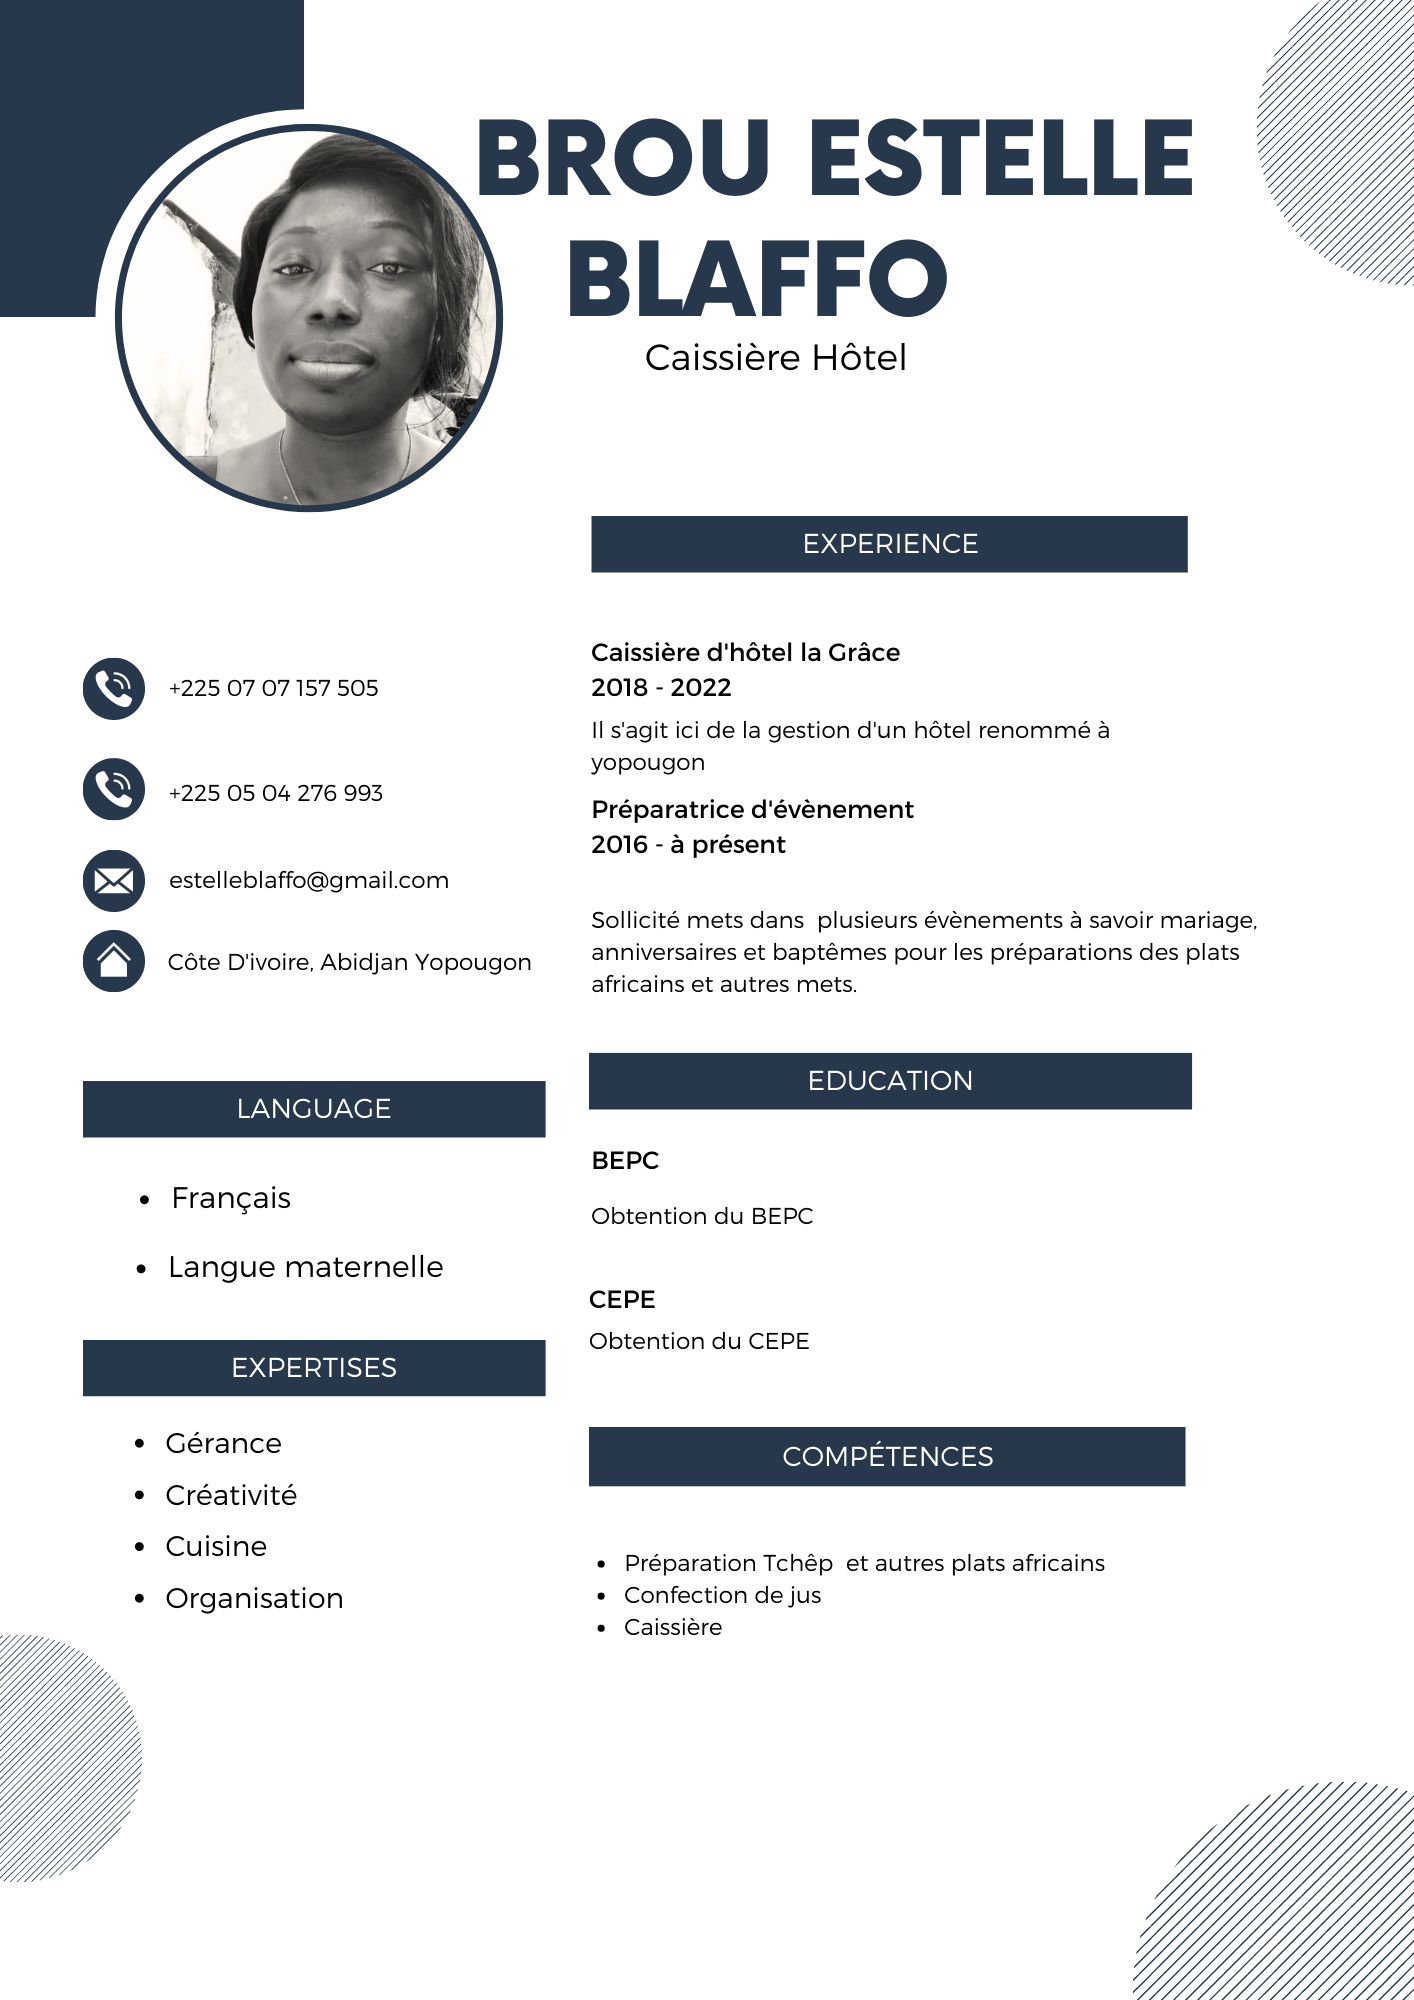 BROU ESTELLE
BLAFFO
Caissière Hôtel
+225 07 07 157 505
+225 05 04 276 993
estelleblaffo@gmail.com
Côte D'ivoire, Abidjan Yopougon
LANGUAGE
• Français
• Langue maternelle
EXPERTISES
• Gérance
• Créativité
• Cuisine
• Organisation
EXPERIENCE
Caissière d'hôtel la Grâce
2018 - 2022
Il s'agit ici de la gestion d'un hôtel renommé à
yopougon
Préparatrice d'évènement
2016 - à présent
Sollicité mets dans  plusieurs évènements à savoir mariage,
anniversaires et baptêmes pour les préparations des plats
africains et autres mets.
EDUCATION
BEPC
Obtention du BEPC
CEPE
Obtention du CEPE
COMPÉTENCES
• Préparation Tchêp  et autres plats africains
• Confection de jus
• Caissière